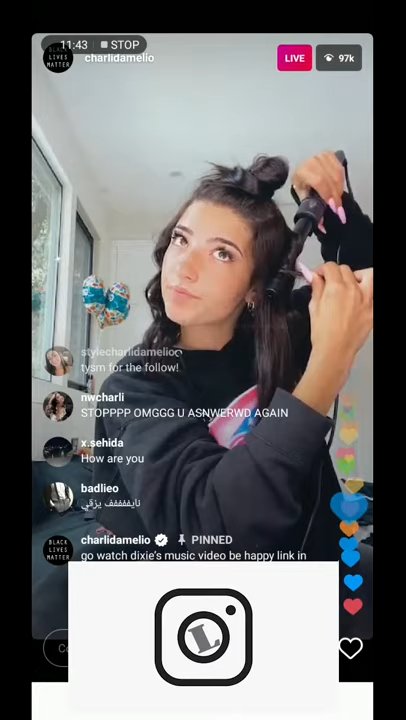 11:43
STOP
BLACK
LIVES
MATTER
charlidamelio
LIVE
97k
stylecharlidamelioo
tysm for the follow!
nwcharli
STOPPPP OMGGG U ASNWERWD AGAIN
x.sehida
How are you
badlieo
نايفففففف يزقي
BLACK
LIVES
MATTER
charlidamelio PINNED
go watch dixie's music video be happy link in
L